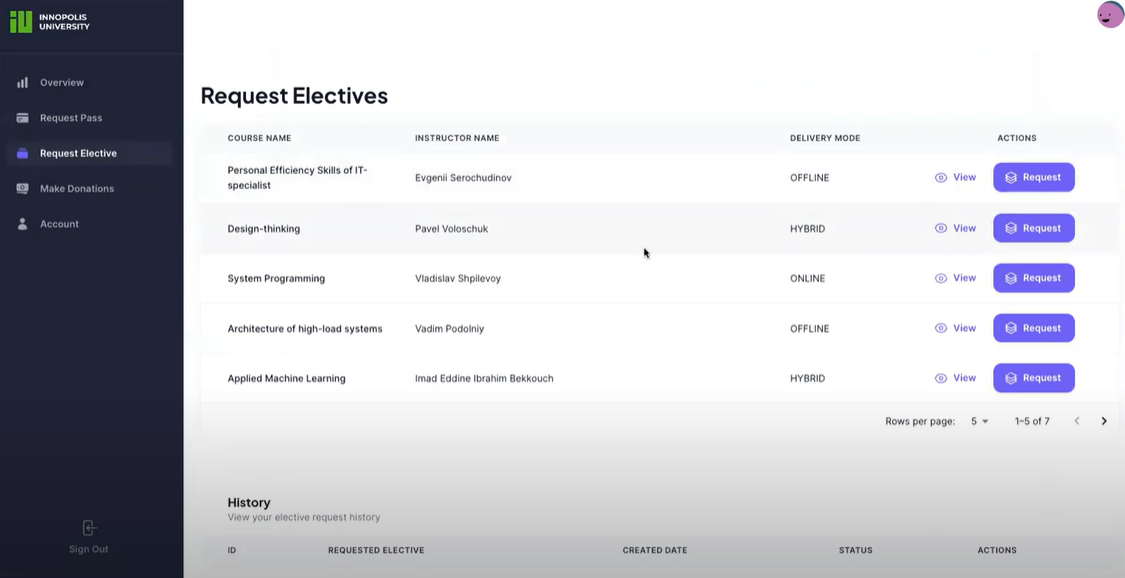 INNOPOLIS
UNIVERSITY
Overview
Request Pass
Request Elective
Make Donations
Account
Sign Out
Request Electives
COURSE NAME INSTRUCTOR NAME DELIVERY MODE ACTIONS
Personal Efficiency Skills of IT-
specialist
Evgenii Serochudinov OFFLINE View Request
Design-thinking Pavel Voloschuk HYBRID View Request
System Programming Vladislav Shpilevoy ONLINE View Request
Architecture of high-load systems Vadim Podolniy OFFLINE View Request
Applied Machine Learning Imad Eddine Ibrahim Bekkouch HYBRID View Request
Rows per page: 5 1–5 of 7
History
View your elective request history
ID REQUESTED ELECTIVE CREATED DATE STATUS ACTIONS